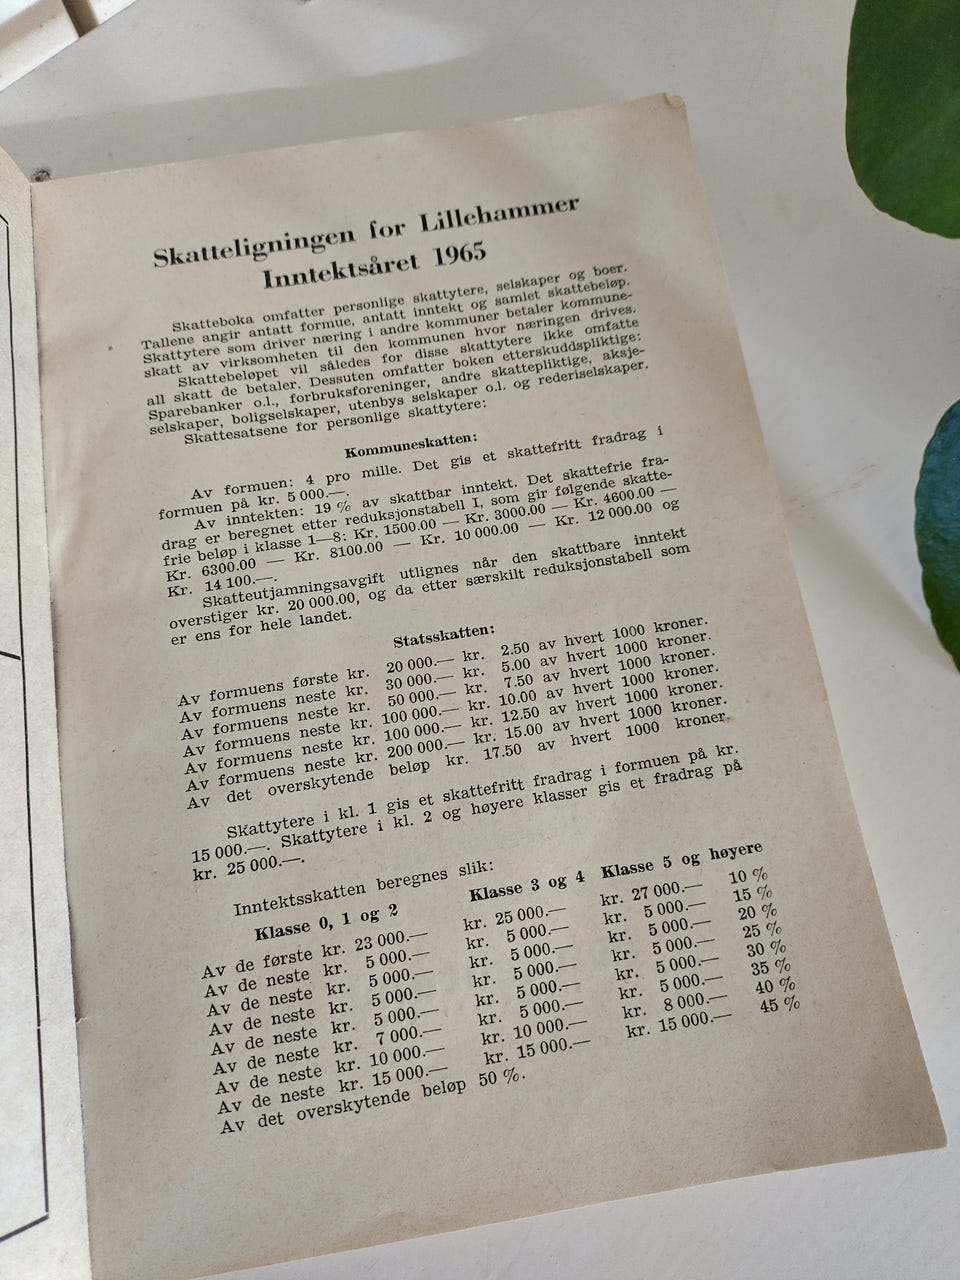 Skatteligningen for Lillehammer
Inntektsåret 1965
Skatteboka omfatter personlige skattytere, selskaper og boer.
Tallene angir antatt formue, antatt inntekt og samlet skattebeløp.
Skattytere som driver næring i andre kommuner betaler kommune-
skatt av virksomheten til den kommunen hvor næringen drives.
Skattebeløpet vil således for disse skattytere ikke omfatte
all skatt de betaler. Dessuten omfatter boken etterskuddspliktige:
Sparebanker o.l., forbruksforeninger, andre skattepliktige, aksje-
selskaper, boligselskaper, utenbys selskaper o.l. og rederiselskaper.
Skattesatsene for personlige skattytere:
Kommuneskatten:
Av formuen: 4 pro mille. Det gis et skattefritt fradrag i
formuen på kr. 5 000.—.
Av inntekten: 19 % av skattbar inntekt. Det skattefrie fra-
drag er beregnet etter reduksjonstabell I, som gir følgende skatte-
frie beløp i klasse 1—8: Kr. 1500.00 — Kr. 3000.00 — Kr. 4600.00 —
Kr. 6300.00 — Kr. 8100.00 — Kr. 10 000.00 — Kr. 12 000.00 og
Kr. 14 100.—.
Skatteutjamningsavgift utlignes når den skattbare inntekt
overstiger kr. 20 000.00, og da etter særskilt reduksjonstabell som
er ens for hele landet.
Statsskatten:
Av formuens første kr. 20 000.— kr. 2.50 av hvert 1000 kroner.
Av formuens neste kr. 30 000.— kr. 5.00 av hvert 1000 kroner.
Av formuens neste kr. 50 000.— kr. 7.50 av hvert 1000 kroner.
Av formuens neste kr. 100 000.— kr. 10.00 av hvert 1000 kroner.
Av formuens neste kr. 100 000.— kr. 12.50 av hvert 1000 kroner.
Av formuens neste kr. 200 000.— kr. 15.00 av hvert 1000 kroner.
Av det overskytende beløp kr. 17.50 av hvert 1000 kroner.
Skattytere i kl. 1 gis et skattefritt fradrag i formuen på kr.
15 000.—. Skattytere i kl. 2 og høyere klasser gis et fradrag på
kr. 25 000.—.
Inntektsskatten beregnes slik:
Klasse 0, 1 og 2 Klasse 3 og 4 Klasse 5 og høyere
Av de første kr. 23 000.— kr. 25 000.— kr. 27 000.— 10 %
Av de neste kr. 5 000.— kr. 5 000.— kr. 5 000.— 15 %
Av de neste kr. 5 000.— kr. 5 000.— kr. 5 000.— 20 %
Av de neste kr. 5 000.— kr. 5 000.— kr. 5 000.— 25 %
Av de neste kr. 5 000.— kr. 5 000.— kr. 5 000.— 30 %
Av de neste kr. 7 000.— kr. 5 000.— kr. 5 000.— 35 %
Av de neste kr. 10 000.— kr. 10 000.— kr. 8 000.— 40 %
Av de neste kr. 15 000.— kr. 15 000.— kr. 15 000.— 45 %
Av det overskytende beløp 50 %.